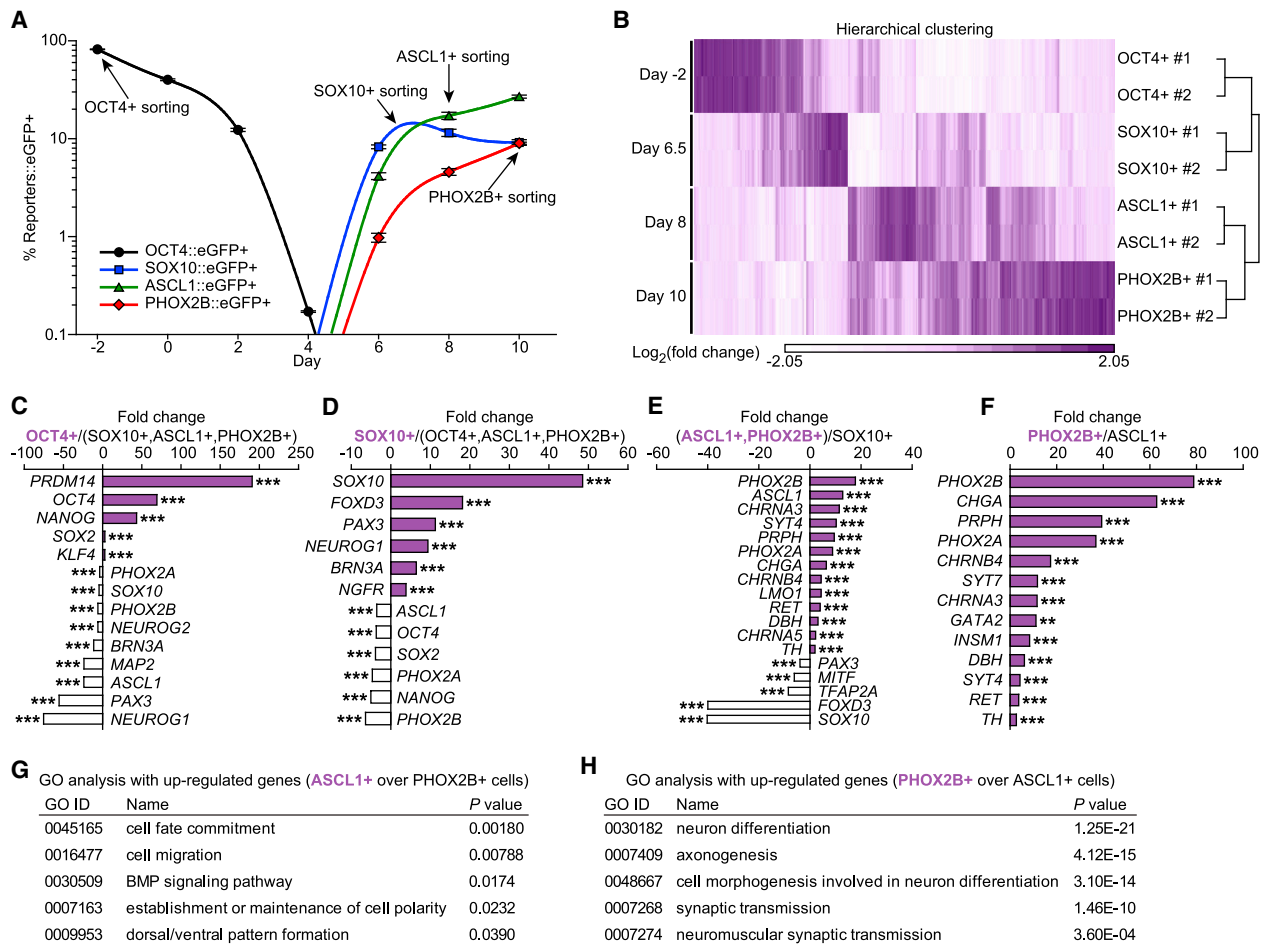 A
% Reporters::eGFP+
100
10
1
0.1
OCT4+ sorting
SOX10+ sorting
ASCL1+ sorting
PHOX2B+ sorting
OCT4::eGFP+
SOX10::eGFP+
ASCL1::eGFP+
PHOX2B::eGFP+
-2 0 2 4 6 8 10
Day
B
Hierarchical clustering
Day -2
Day 6.5
Day 8
Day 10
OCT4+ #1
OCT4+ #2
SOX10+ #1
SOX10+ #2
ASCL1+ #1
ASCL1+ #2
PHOX2B+ #1
PHOX2B+ #2
Log2(fold change)
-2.05 2.05
C
Fold change
OCT4+/(SOX10+,ASCL1+,PHOX2B+)
-100 -50 0 50 100 150 200 250
PRDM14 ***
OCT4 ***
NANOG ***
SOX2 ***
KLF4 ***
*** PHOX2A
*** SOX10
*** PHOX2B
*** NEUROG2
*** BRN3A
*** MAP2
*** ASCL1
*** PAX3
*** NEUROG1
D
Fold change
SOX10+/(OCT4+,ASCL1+,PHOX2B+)
-10 0 10 20 30 40 50 60
SOX10 ***
FOXD3 ***
PAX3 ***
NEUROG1 ***
BRN3A ***
NGFR ***
*** ASCL1
*** OCT4
*** SOX2
*** PHOX2A
*** NANOG
*** PHOX2B
E
Fold change
(ASCL1+,PHOX2B+)/SOX10+
-60 -40 -20 0 20 40
PHOX2B ***
ASCL1 ***
CHRNA3 ***
SYT4 ***
PRPH ***
PHOX2A ***
CHGA ***
CHRNB4 ***
LMO1 ***
RET ***
DBH ***
CHRNA5 ***
TH ***
*** PAX3
*** MITF
*** TFAP2A
*** FOXD3
*** SOX10
F
Fold change
PHOX2B+/ASCL1+
0 20 40 60 80 100
PHOX2B ***
CHGA ***
PRPH ***
PHOX2A ***
CHRNB4 ***
SYT7 ***
CHRNA3 ***
GATA2 **
INSM1 ***
DBH ***
SYT4 ***
RET ***
TH ***
G
GO analysis with up-regulated genes (ASCL1+ over PHOX2B+ cells)
GO ID Name P value
0045165 cell fate commitment 0.00180
0016477 cell migration 0.00788
0030509 BMP signaling pathway 0.0174
0007163 establishment or maintenance of cell polarity 0.0232
0009953 dorsal/ventral pattern formation 0.0390
H
GO analysis with up-regulated genes (PHOX2B+ over ASCL1+ cells)
GO ID Name P value
0030182 neuron differentiation 1.25E-21
0007409 axonogenesis 4.12E-15
0048667 cell morphogenesis involved in neuron differentiation 3.10E-14
0007268 synaptic transmission 1.46E-10
0007274 neuromuscular synaptic transmission 3.60E-04